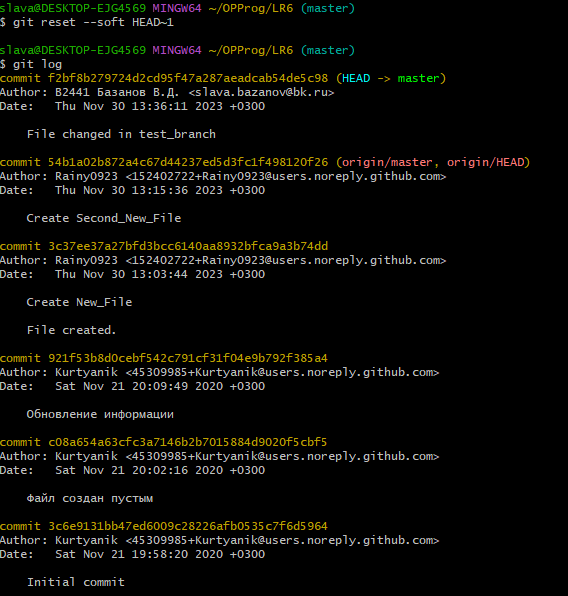 slava@DESKTOP-EJG4569 MINGW64 ~/OPProg/LR6 (master)
$ git reset --soft HEAD~1
slava@DESKTOP-EJG4569 MINGW64 ~/OPProg/LR6 (master)
$ git log
commit f2bf8b279724d2cd95f47a287aeadcab54de5c98 (HEAD -> master)
Author: В2441 Базанов В.Д. <slava.bazanov@bk.ru>
Date:   Thu Nov 30 13:36:11 2023 +0300
File changed in test_branch
commit 54b1a02b872a4c67d44237ed5d3fc1f498120f26 (origin/master, origin/HEAD)
Author: Rainy0923 <152402722+Rainy0923@users.noreply.github.com>
Date:   Thu Nov 30 13:15:36 2023 +0300
Create Second_New_File
commit 3c37ee37a27bfd3bcc6140aa8932bfca9a3b74dd
Author: Rainy0923 <152402722+Rainy0923@users.noreply.github.com>
Date:   Thu Nov 30 13:03:44 2023 +0300
Create New_File
File created.
commit 921f53b8d0cebf542c791cf31f04e9b792f385a4
Author: Kurtyanik <45309985+Kurtyanik@users.noreply.github.com>
Date:   Sat Nov 21 20:09:49 2020 +0300
Обновление информации
commit c08a654a63cfc3a7146b2b7015884d9020f5cbf5
Author: Kurtyanik <45309985+Kurtyanik@users.noreply.github.com>
Date:   Sat Nov 21 20:02:16 2020 +0300
Файл создан пустым
commit 3c6e9131bb47ed6009c28226afb0535c7f6d5964
Author: Kurtyanik <45309985+Kurtyanik@users.noreply.github.com>
Date:   Sat Nov 21 19:58:20 2020 +0300
Initial commit